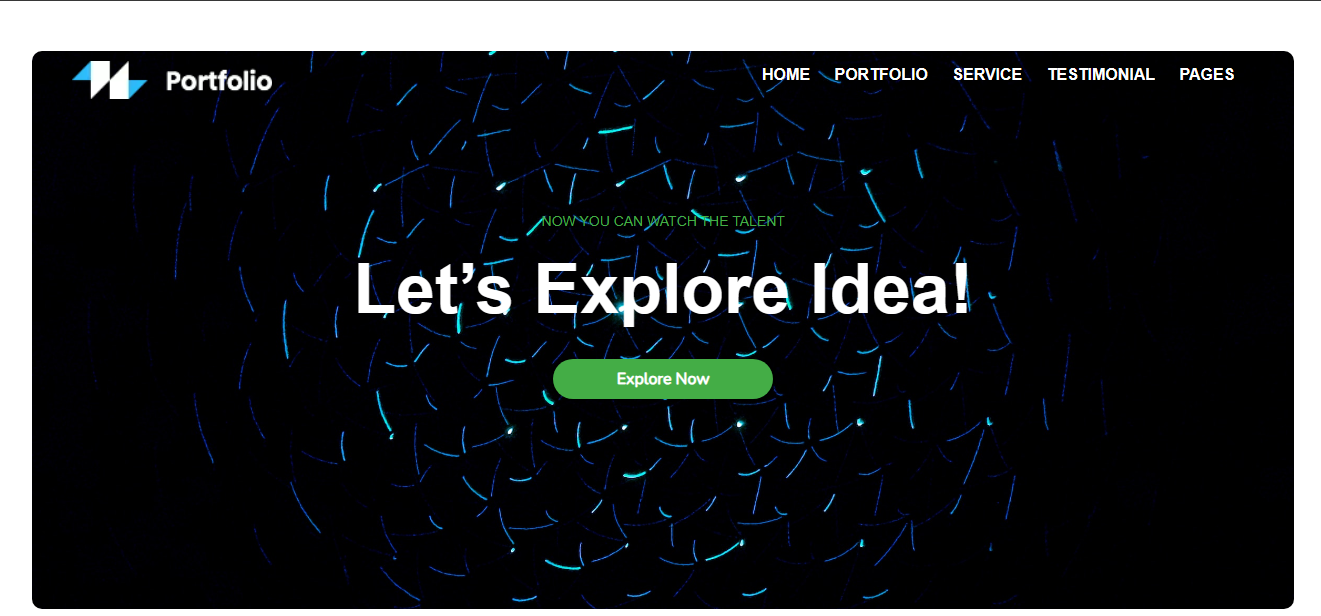 Portfolio
HOME PORTFOLIO SERVICE TESTIMONIAL PAGES
NOW YOU CAN WATCH THE TALENT
Let’s Explore Idea!
Explore Now